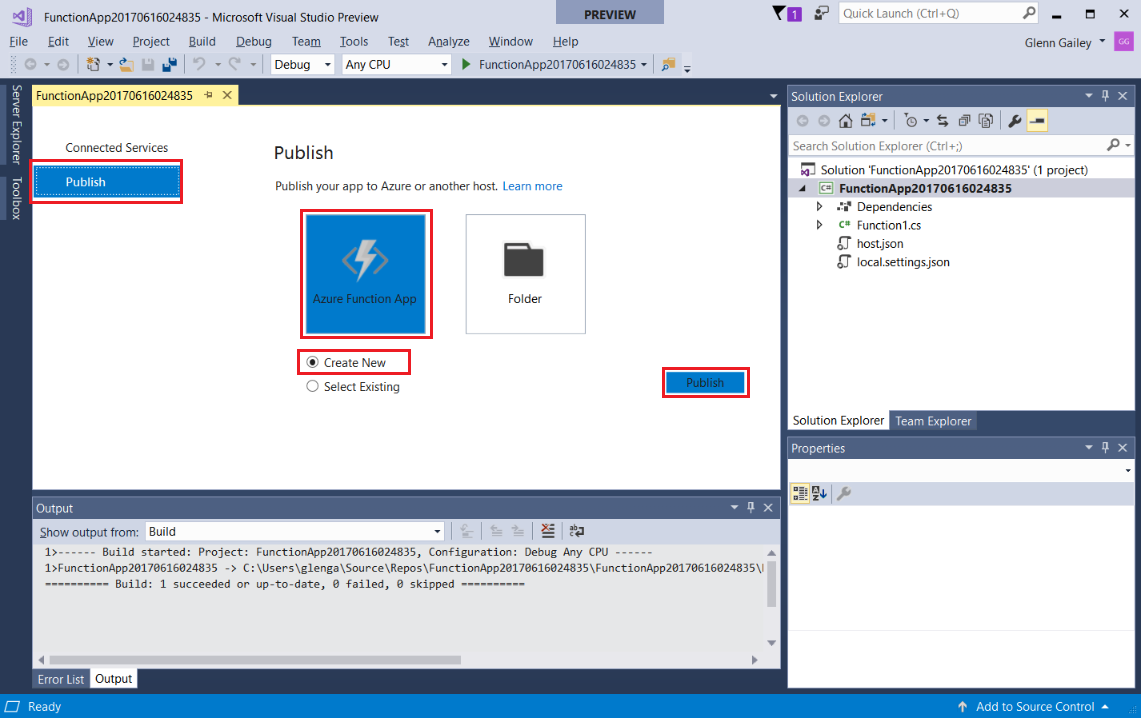 FunctionApp20170616024835 - Microsoft Visual Studio Preview
PREVIEW
1
Quick Launch (Ctrl+Q)
File Edit View Project Build Debug Team Tools Test Analyze Window Help
Glenn Gailey
GG
Debug
Any CPU
FunctionApp20170616024835
Server Explorer
Toolbox
FunctionApp20170616024835
Connected Services
Publish
Publish
Publish your app to Azure or another host. Learn more
Azure Function App
Folder
Create New
Select Existing
Publish
Solution Explorer
Search Solution Explorer (Ctrl+;)
Solution 'FunctionApp20170616024835' (1 project)
C#
FunctionApp20170616024835
Dependencies
C# Function1.cs
host.json
local.settings.json
Solution Explorer
Team Explorer
Properties
Output
Show output from:
Build
1>------ Build started: Project: FunctionApp20170616024835, Configuration: Debug Any CPU ------
1>FunctionApp20170616024835 -> C:\Users\glenga\Source\Repos\FunctionApp20170616024835\FunctionApp20170616024835\
========== Build: 1 succeeded or up-to-date, 0 failed, 0 skipped ==========
Error List
Output
Ready
Add to Source Control